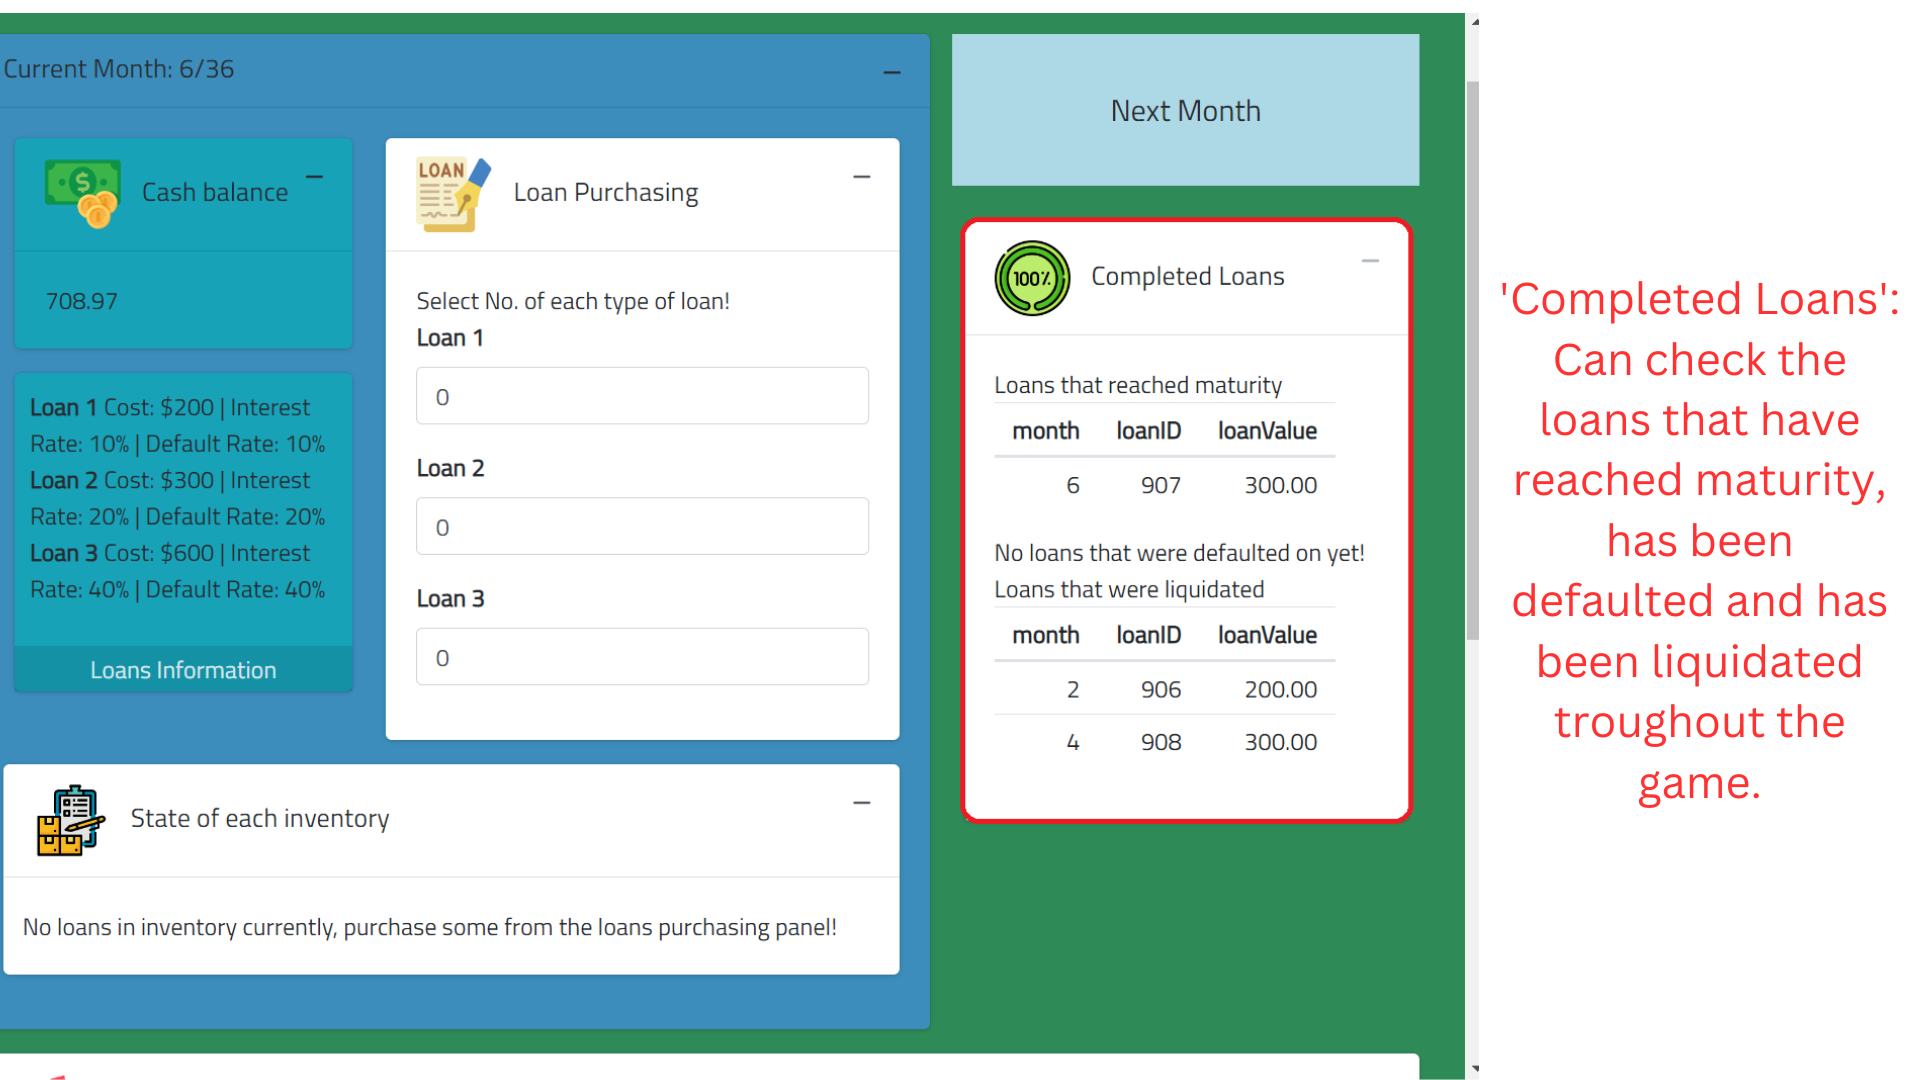 Current Month: 6/36
Next Month
Cash balance
708.97
Loan 1 Cost: $200 | Interest
Rate: 10% | Default Rate: 10%
Loan 2 Cost: $300 | Interest
Rate: 20% | Default Rate: 20%
Loan 3 Cost: $600 | Interest
Rate: 40% | Default Rate: 40%
Loans Information
LOAN
Loan Purchasing
Select No. of each type of loan!
Loan 1
0
Loan 2
0
Loan 3
0
100%
Completed Loans
Loans that reached maturity
month loanID loanValue
6 907 300.00
No loans that were defaulted on yet!
Loans that were liquidated
month loanID loanValue
2 906 200.00
4 908 300.00
State of each inventory
No loans in inventory currently, purchase some from the loans purchasing panel!
'Completed Loans':
Can check the
loans that have
reached maturity,
has been
defaulted and has
been liquidated
troughout the
game.